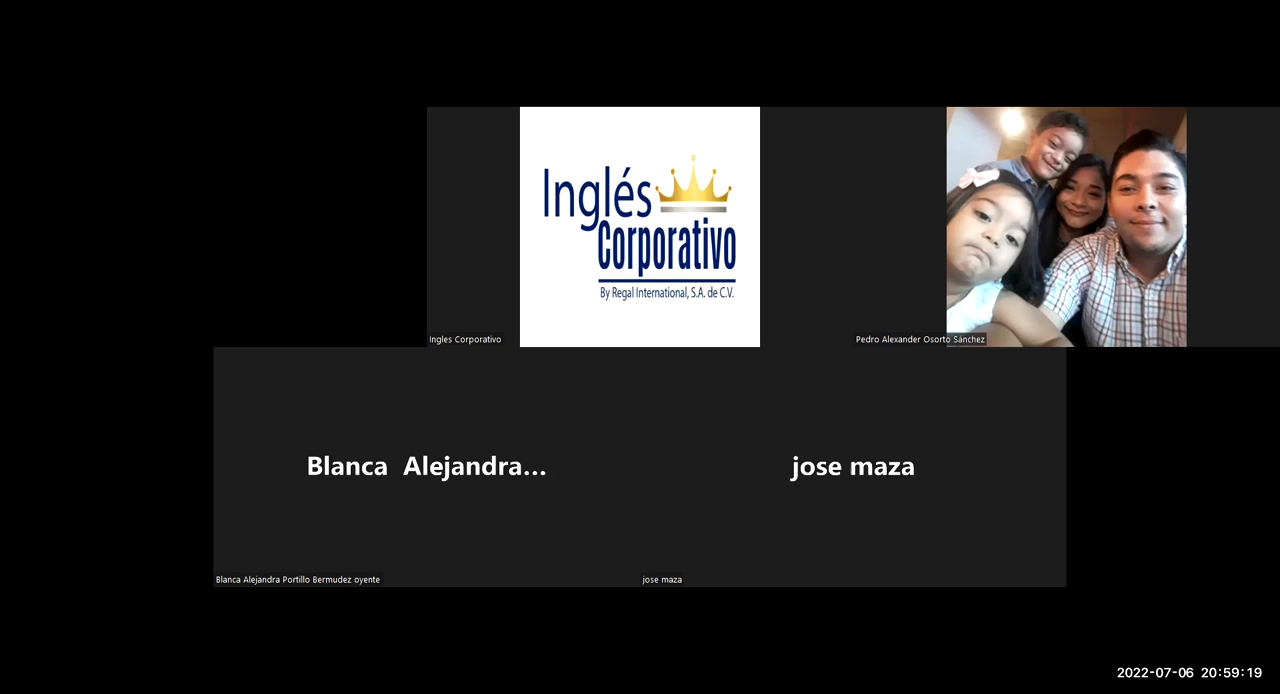 Inglés
Corporativo
By Regal International, S.A. de C.V.
Ingles Corporativo
Pedro Alexander Osorto Sánchez
Blanca Alejandra...
jose maza
Blanca Alejandra Portillo Bermudez oyente
jose maza
2022-07-06 20:59:19